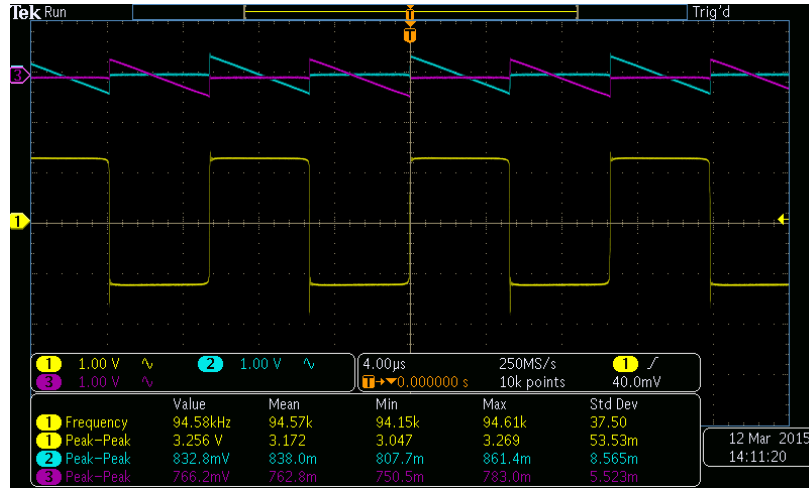 Tek Run Trig'd
T
T
3
1
1 1.00 V 2 1.00 V
3 1.00 V
4.00µs 250MS/s 1
T→▼0.000000 s 10k points 40.0mV
Value Mean Min Max Std Dev
1 Frequency 94.58kHz 94.57k 94.15k 94.61k 37.50
1 Peak-Peak 3.256 V 3.172 3.047 3.269 53.53m
2 Peak-Peak 832.8mV 838.0m 807.7m 861.4m 8.565m
3 Peak-Peak 766.2mV 762.8m 750.5m 783.0m 5.523m
12 Mar 2015
14:11:20